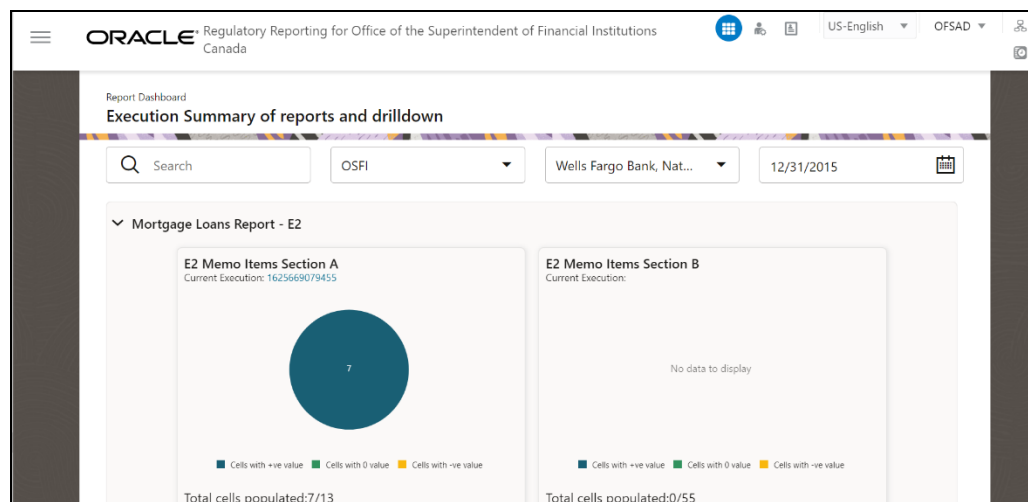 ORACLE® Regulatory Reporting for Office of the Superintendent of Financial Institutions
Canada
US-English
OFSAD
Report Dashboard
Execution Summary of reports and drilldown
Search
OSFI
Wells Fargo Bank, Nat...
12/31/2015
Mortgage Loans Report - E2
E2 Memo Items Section A
Current Execution: 1625669079455
7
Cells with +ve value Cells with 0 value Cells with -ve value
Total cells populated:7/13
E2 Memo Items Section B
Current Execution:
No data to display
Cells with +ve value Cells with 0 value Cells with -ve value
Total cells populated:0/55